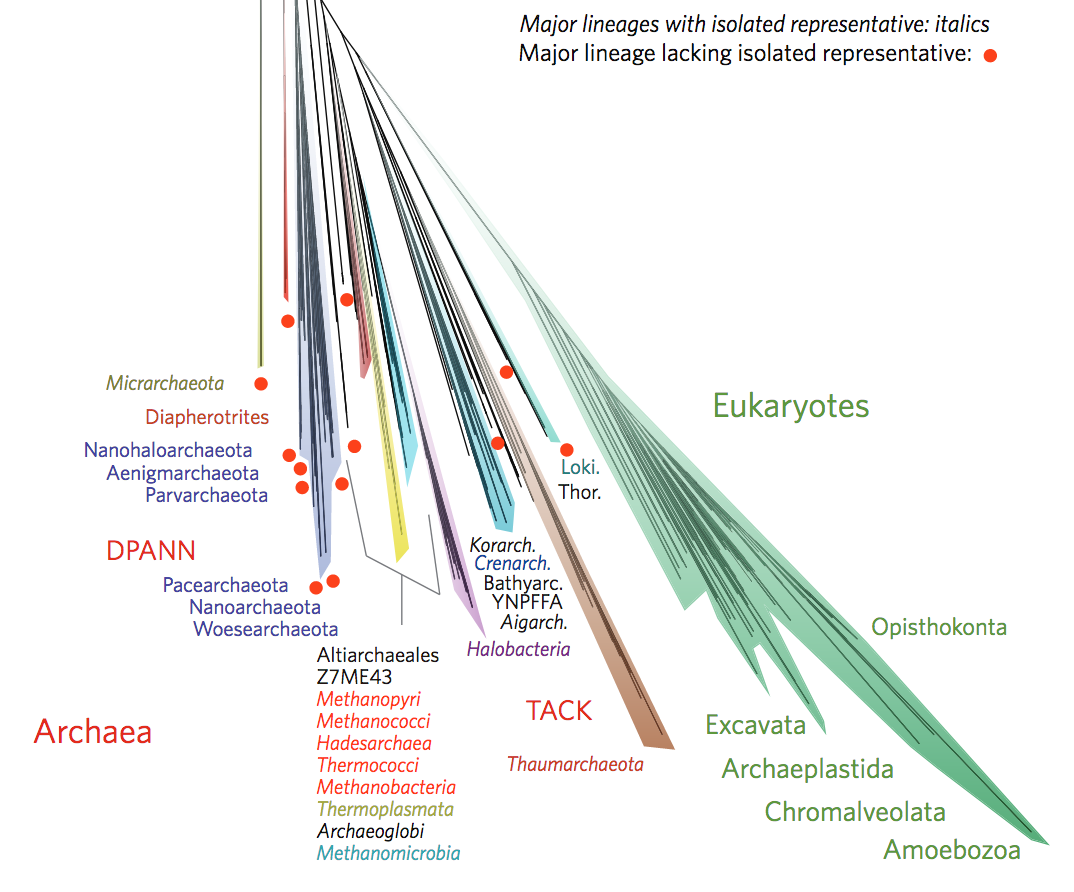 Major lineages with isolated representative: italics
Major lineage lacking isolated representative:
Micrarchaeota
Diapherotrites
Nanohaloarchaeota
Aenigmarchaeota
Parvarchaeota
DPANN
Pacearchaeota
Nanoarchaeota
Woesearchaeota
Archaea
Altiarchaeales
Z7ME43
Methanopyri
Methanococci
Hadesarchaea
Thermococci
Methanobacteria
Thermoplasmata
Archaeoglobi
Methanomicrobia
Halobacteria
Korarch.
Crenarch.
Bathyarc.
YNPFFA
Aigarch.
TACK
Thaumarchaeota
Loki.
Thor.
Eukaryotes
Opisthokonta
Excavata
Archaeplastida
Chromalveolata
Amoebozoa